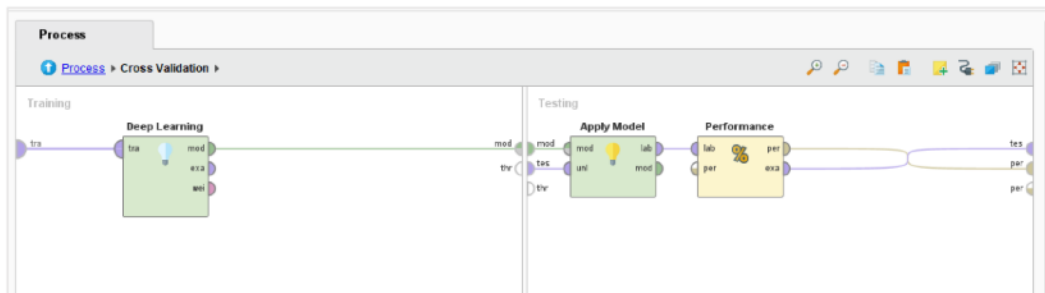 Process
Process ▸ Cross Validation ▸
Training
Testing
Deep Learning
Apply Model
Performance
tra
tra
mod
mod
mod
mod
lab
lab
per
tes
exa
thr
tes
uni
mod
per
exa
per
wei
thr
per